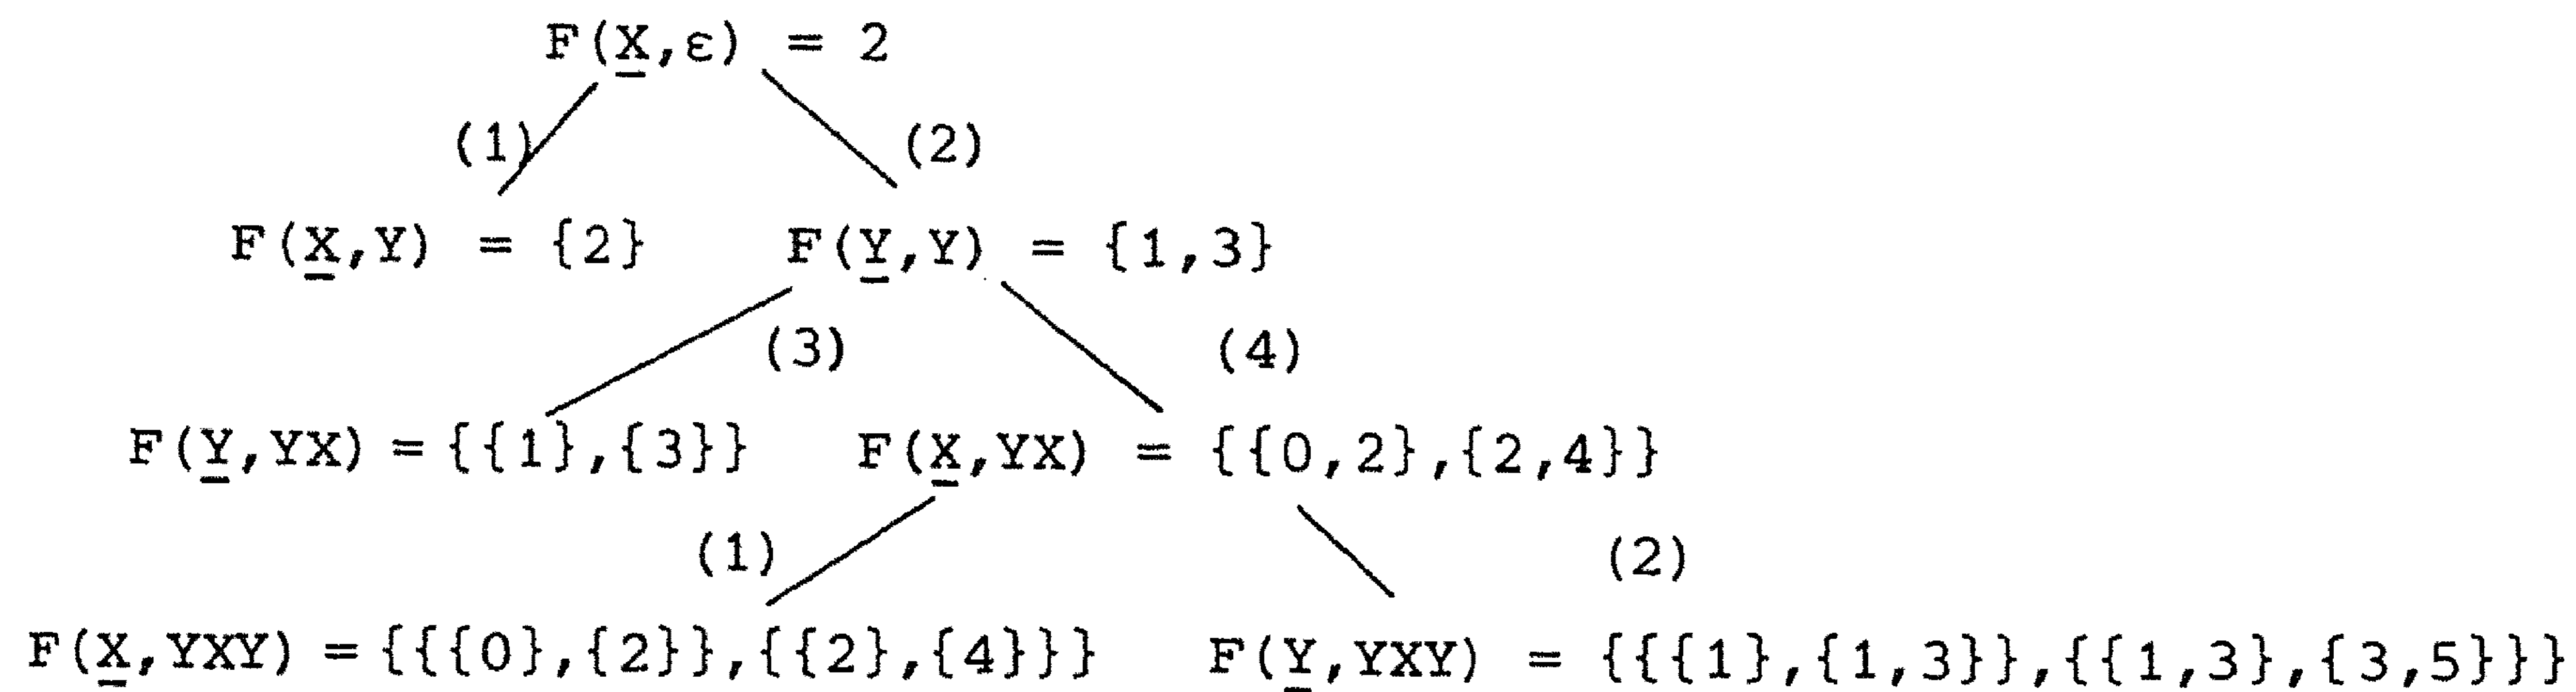 F(X,ε) = 2
(1) (2)
F(X,Y) = {2} F(Y,Y) = {1,3}
(3) (4)
F(Y,YX) = {{1},{3}} F(X,YX) = {{0,2},{2,4}}
(1) (2)
F(X,YXY) = {{{0},{2}},{{2},{4}}} F(Y,YXY) = {{{1},{1,3}},{{1,3},{3,5}}}